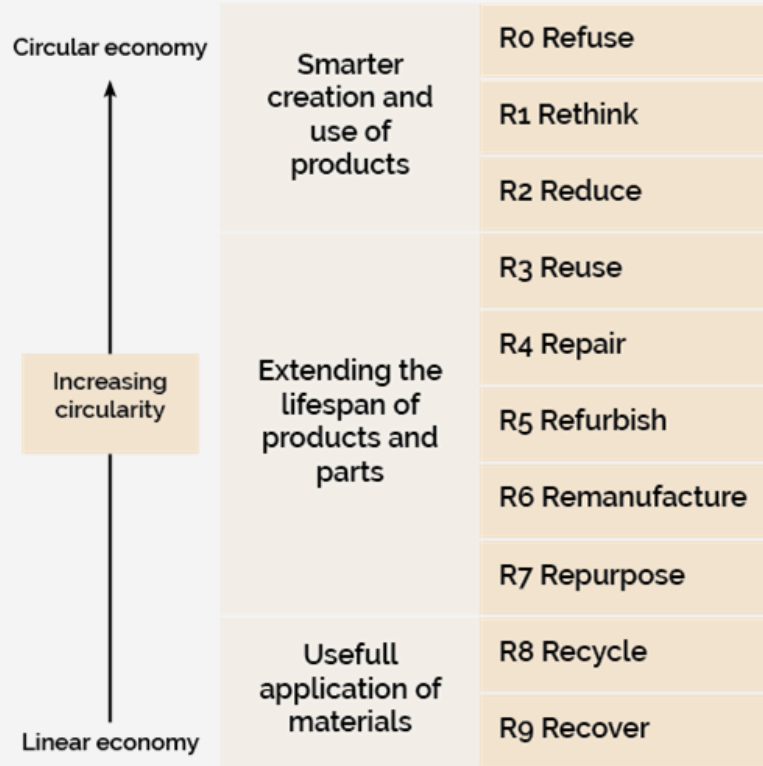 Circular economy
Increasing
circularity
Linear economy
Smarter
creation and
use of
products
R0 Refuse
R1 Rethink
R2 Reduce
Extending the
lifespan of
products and
parts
R3 Reuse
R4 Repair
R5 Refurbish
R6 Remanufacture
R7 Repurpose
Usefull
application of
materials
R8 Recycle
R9 Recover